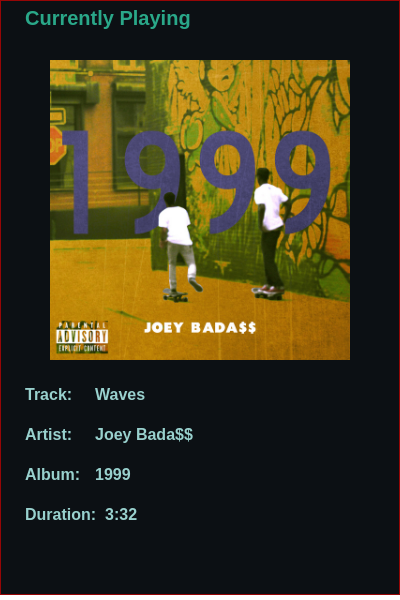 Currently Playing
1999
JOEY BADA$$
PARENTAL
ADVISORY
EXPLICIT CONTENT
Track: Waves
Artist: Joey Bada$$
Album: 1999
Duration: 3:32